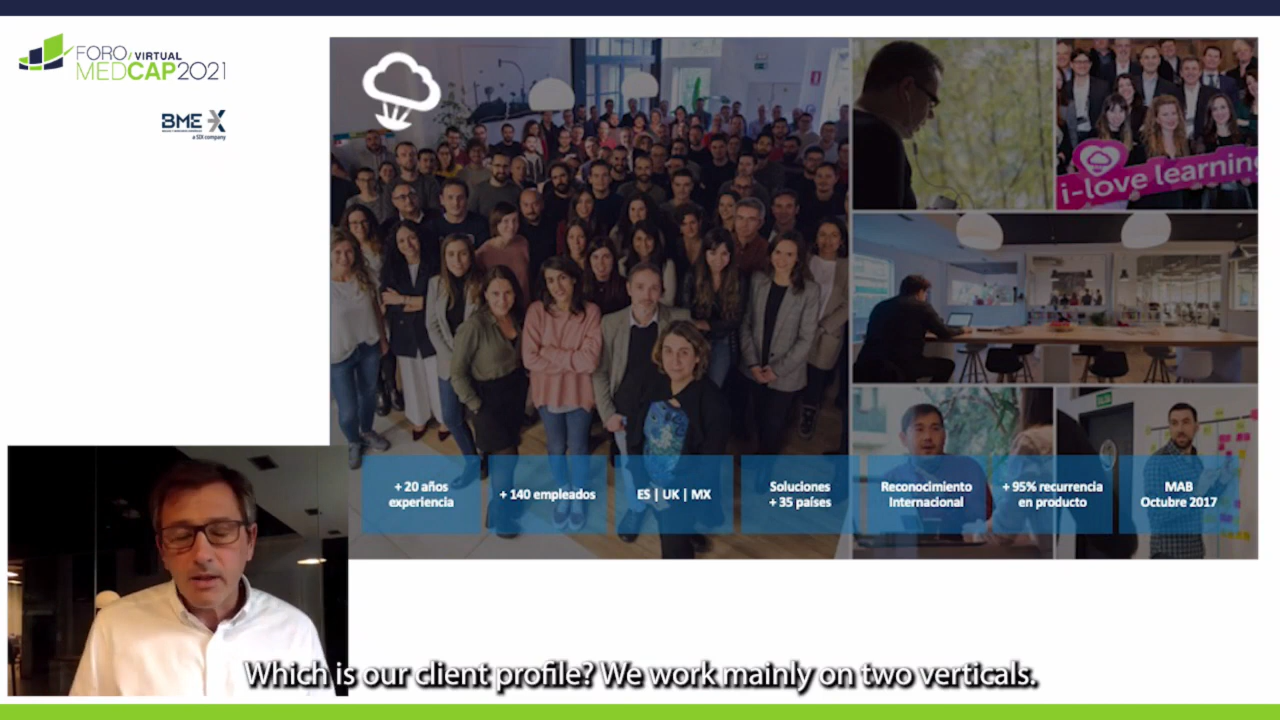 FORO/VIRTUAL
MEDCAP2021
BME X
a SIX company
i-love learning
+ 20 años
experiencia
+ 140 empleados
ES | UK | MX
Soluciones
+ 35 países
Reconocimiento
Internacional
+ 95% recurrencia
en producto
MAB
Octubre 2017
Which is our client profile? We work mainly on two verticals.